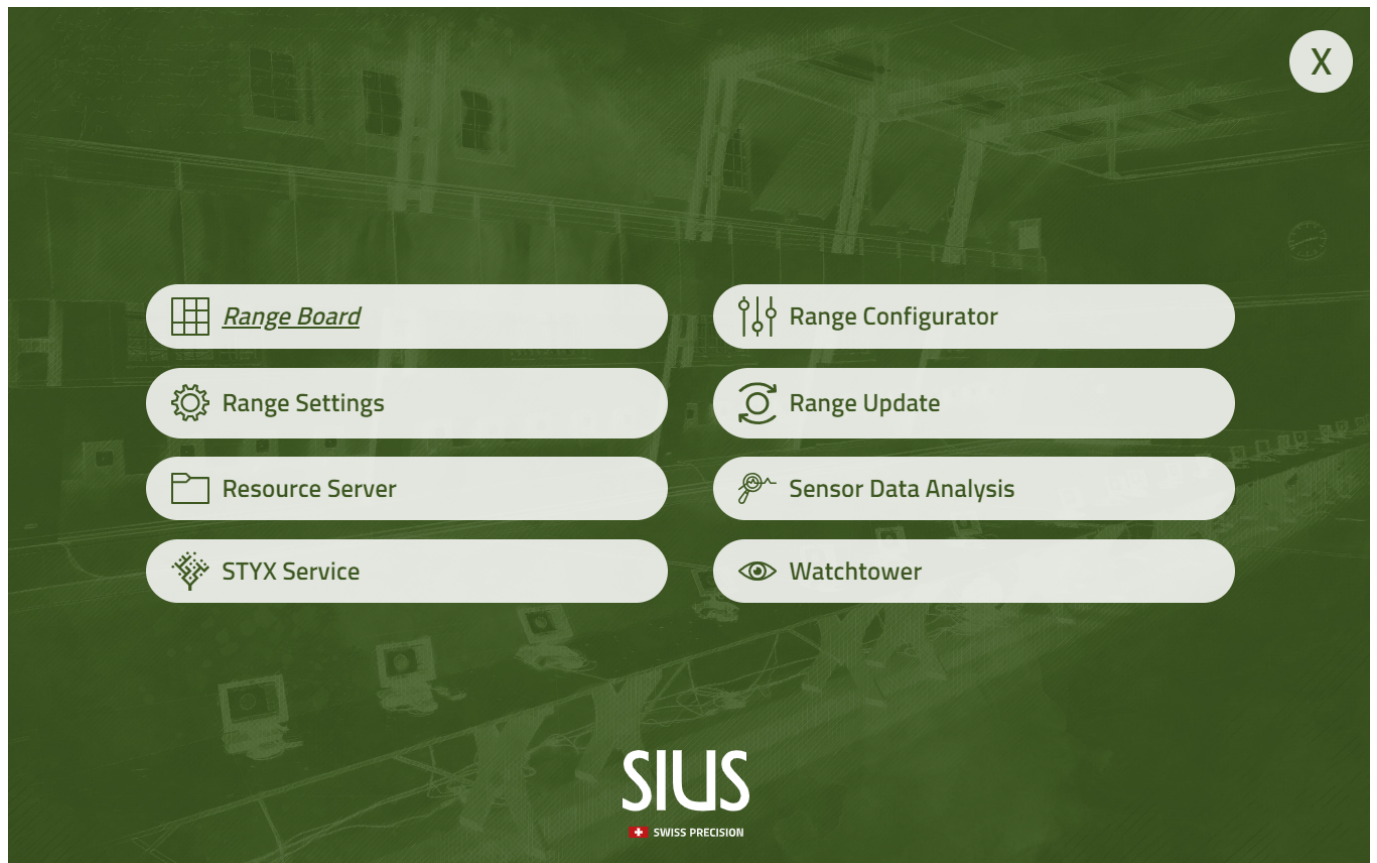 X
Range Board
Range Configurator
Range Settings
Range Update
Resource Server
Sensor Data Analysis
STYX Service
Watchtower
SIUS
SWISS PRECISION